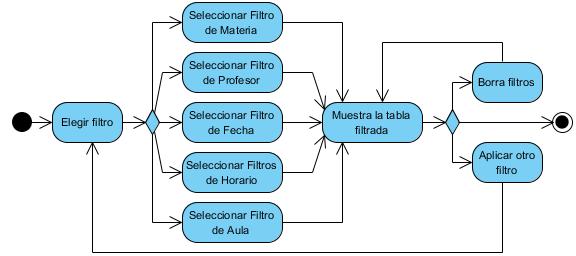 Elegir filtro
Seleccionar Filtro
de Materia
Seleccionar Filtro
de Profesor
Seleccionar Filtro
de Fecha
Seleccionar Filtros
de Horario
Seleccionar Filtro
de Aula
Muestra la tabla
filtrada
Borra filtros
Aplicar otro
filtro